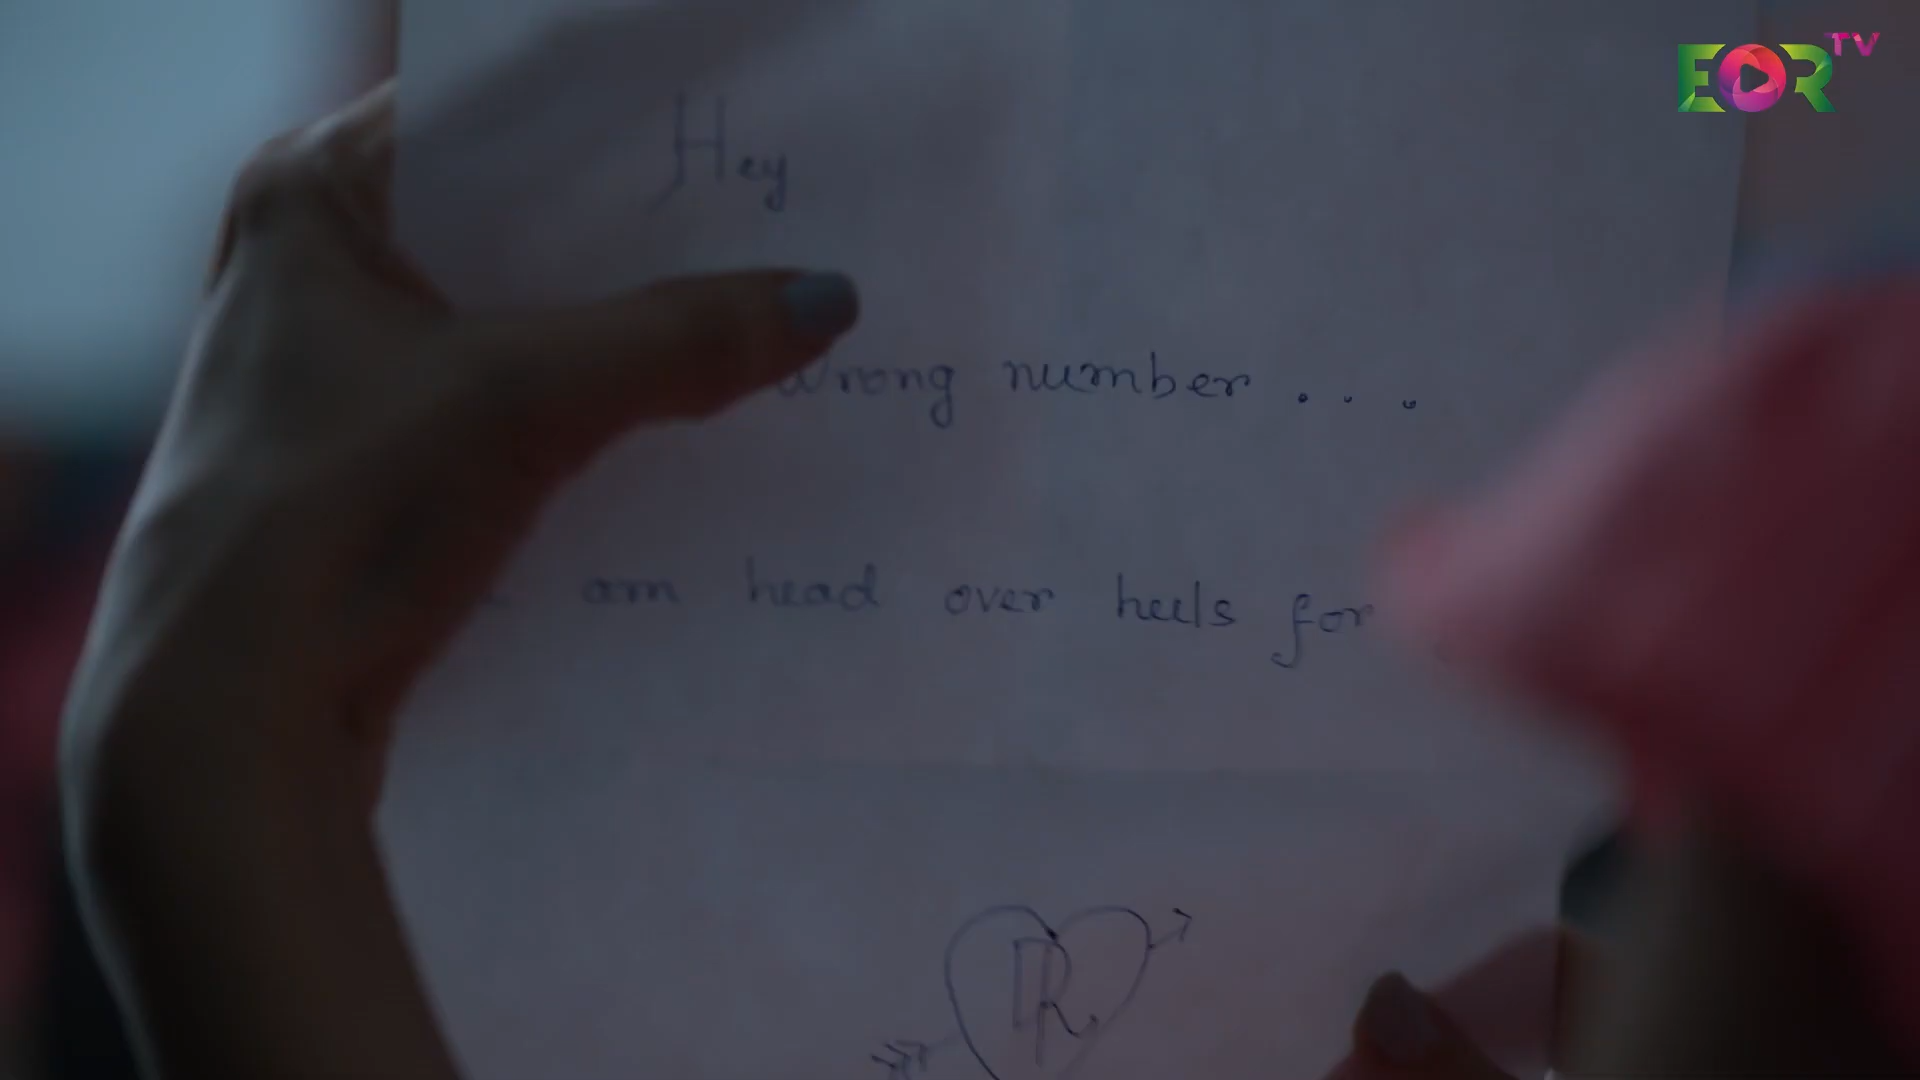 EOR TV
Hey
Wrong number . . .
am head over heels for
R